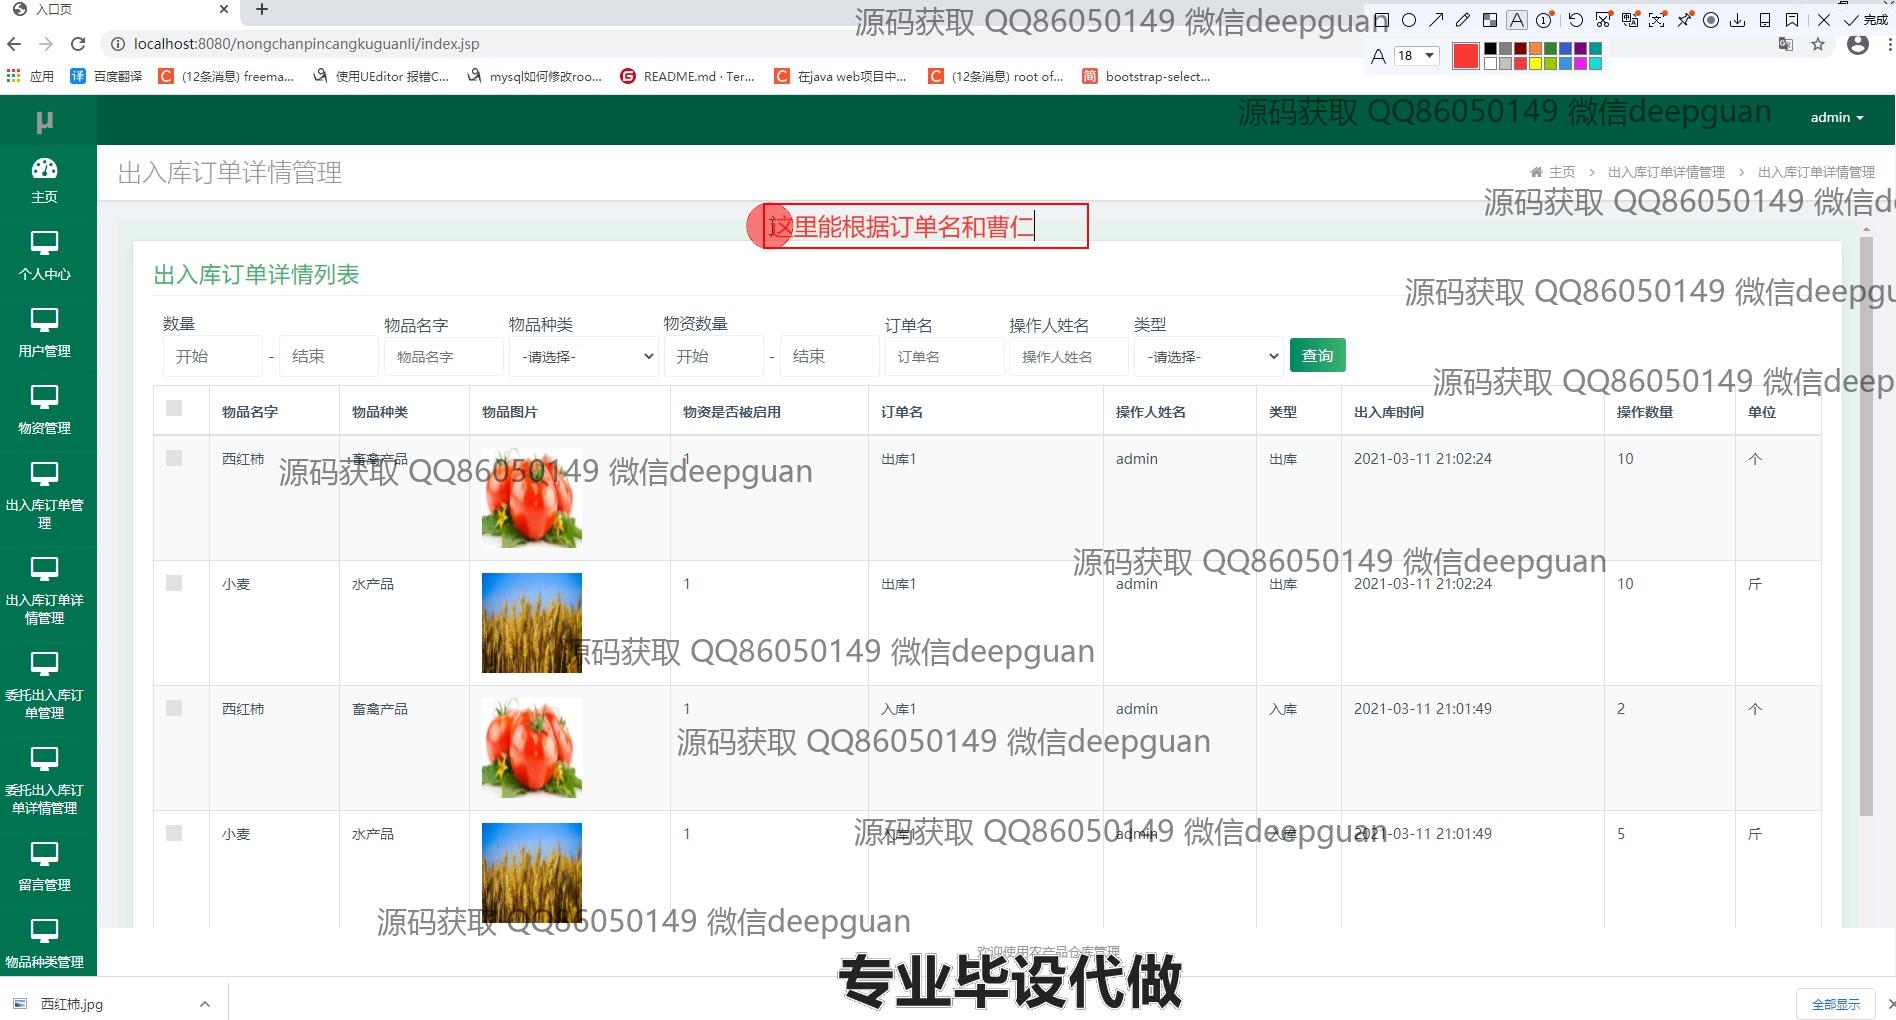 入口页
源码获取 QQ86050149 微信deepguan
完成
localhost:8080/nongchanpincangkuguanli/index.jsp
A 18
应用 百度翻译 (12条消息) freema... 使用UEditor 报错C... mysql如何修改roo... README.md · Ter... 在java web项目中... (12条消息) root of... bootstrap-select...
μ
源码获取 QQ86050149 微信deepguan
admin
出入库订单详情管理
主页 > 出入库订单详情管理 > 出入库订单详情管理
源码获取 QQ86050149 微信d
这里能根据订单名和曹仁
出入库订单详情列表
源码获取 QQ86050149 微信deepgu
数量 物品名字 物品种类 物资数量 订单名 操作人姓名 类型
开始 - 结束 物品名字 -请选择- 开始 - 结束 订单名 操作人姓名 -请选择- 查询
源码获取 QQ86050149 微信deep
物品名字 物品种类 物品图片 物资是否被启用 订单名 操作人姓名 类型 出入库时间 操作数量 单位
西红柿 畜禽产品 1 出库1 admin 出库 2021-03-11 21:02:24 10 个
源码获取 QQ86050149 微信deepguan
源码获取 QQ86050149 微信deepguan
小麦 水产品 1 出库1 admin 出库 2021-03-11 21:02:24 10 斤
源码获取 QQ86050149 微信deepguan
西红柿 畜禽产品 1 入库1 admin 入库 2021-03-11 21:01:49 2 个
源码获取 QQ86050149 微信deepguan
小麦 水产品 1 入库1 admin 入库 2021-03-11 21:01:49 5 斤
源码获取 QQ86050149 微信deepguan
源码获取 QQ86050149 微信deepguan
主页
个人中心
用户管理
物资管理
出入库订单管
理
出入库订单详
情管理
委托出入库订
单管理
委托出入库订
单详情管理
留言管理
物品种类管理
欢迎使用农产品仓库管理
专业毕设代做
西红柿.jpg
全部显示